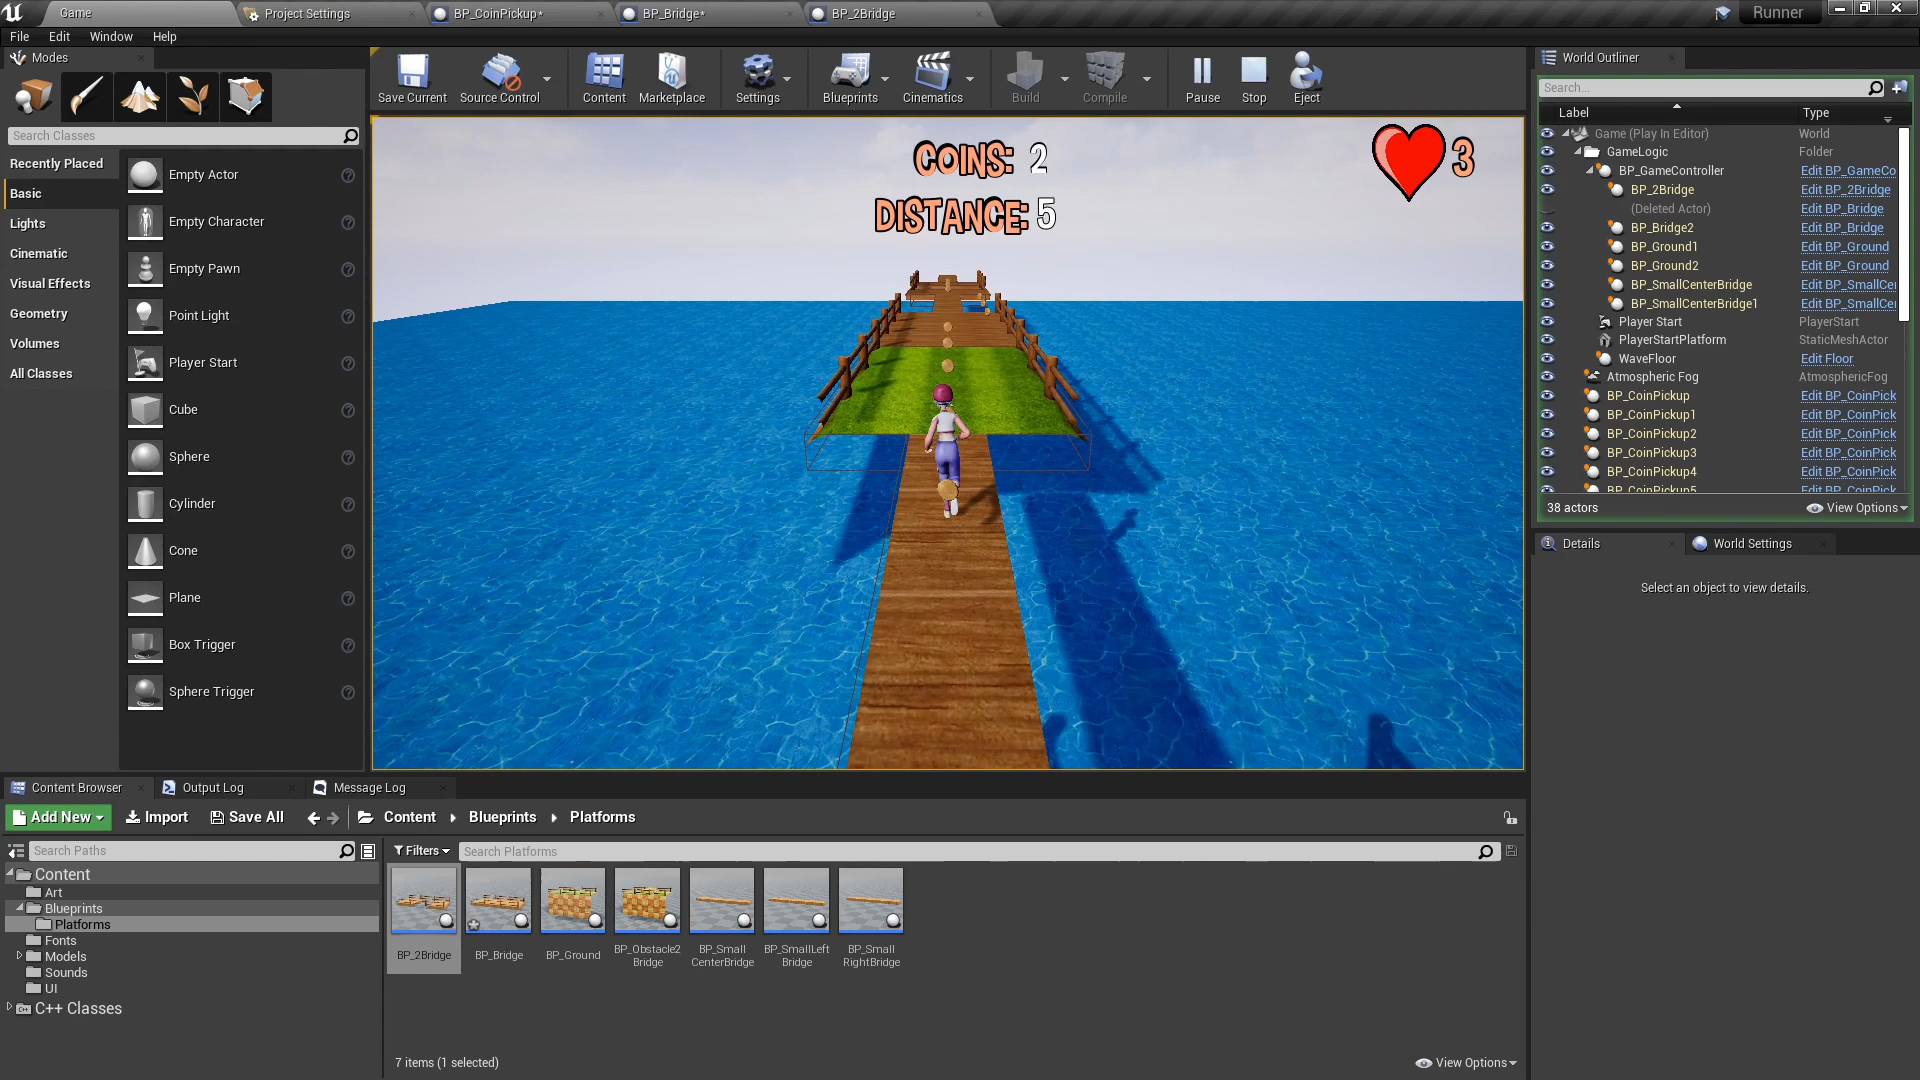 Game
Project Settings
BP_CoinPickup*
BP_Bridge*
BP_2Bridge
Runner
File Edit Window Help
Modes
Save Current
Source Control
Content
Marketplace
Settings
Blueprints
Cinematics
Build
Compile
Pause
Stop
Eject
Search Classes
Recently Placed
Basic
Lights
Cinematic
Visual Effects
Geometry
Volumes
All Classes
Empty Actor
Empty Character
Empty Pawn
Point Light
Player Start
Cube
Sphere
Cylinder
Cone
Plane
Box Trigger
Sphere Trigger
COINS: 2
DISTANCE: 5
3
World Outliner
Search...
Label Type
Game (Play In Editor) World
GameLogic Folder
BP_GameController Edit BP_GameCo
BP_2Bridge Edit BP_2Bridge
(Deleted Actor) Edit BP_Bridge
BP_Bridge2 Edit BP_Bridge
BP_Ground1 Edit BP_Ground
BP_Ground2 Edit BP_Ground
BP_SmallCenterBridge Edit BP_SmallCe
BP_SmallCenterBridge1 Edit BP_SmallCe
Player Start PlayerStart
PlayerStartPlatform StaticMeshActor
WaveFloor Edit Floor
Atmospheric Fog AtmosphericFog
BP_CoinPickup Edit BP_CoinPick
BP_CoinPickup1 Edit BP_CoinPick
BP_CoinPickup2 Edit BP_CoinPick
BP_CoinPickup3 Edit BP_CoinPick
BP_CoinPickup4 Edit BP_CoinPick
BP_CoinPickup5 Edit BP_CoinPick
38 actors View Options
Details
World Settings
Select an object to view details.
Content Browser
Output Log
Message Log
Add New
Import
Save All
Content
Blueprints
Platforms
Search Paths
Filters
Search Platforms
Content
Art
Blueprints
Platforms
Fonts
Models
Sounds
UI
C++ Classes
BP_2Bridge
BP_Bridge
BP_Ground
BP_Obstacle2
Bridge
BP_Small
CenterBridge
BP_SmallLeft
Bridge
BP_Small
RightBridge
7 items (1 selected)
View Options